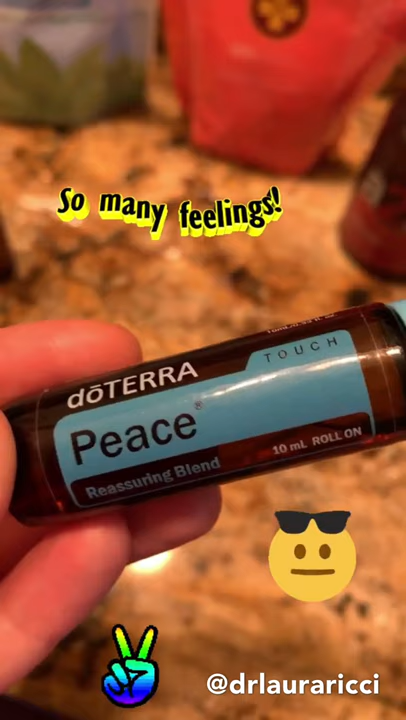 So many feelings!
dōTERRA
TOUCH
Peace®
Reassuring Blend
10 mL ROLL ON
@drlauraricci